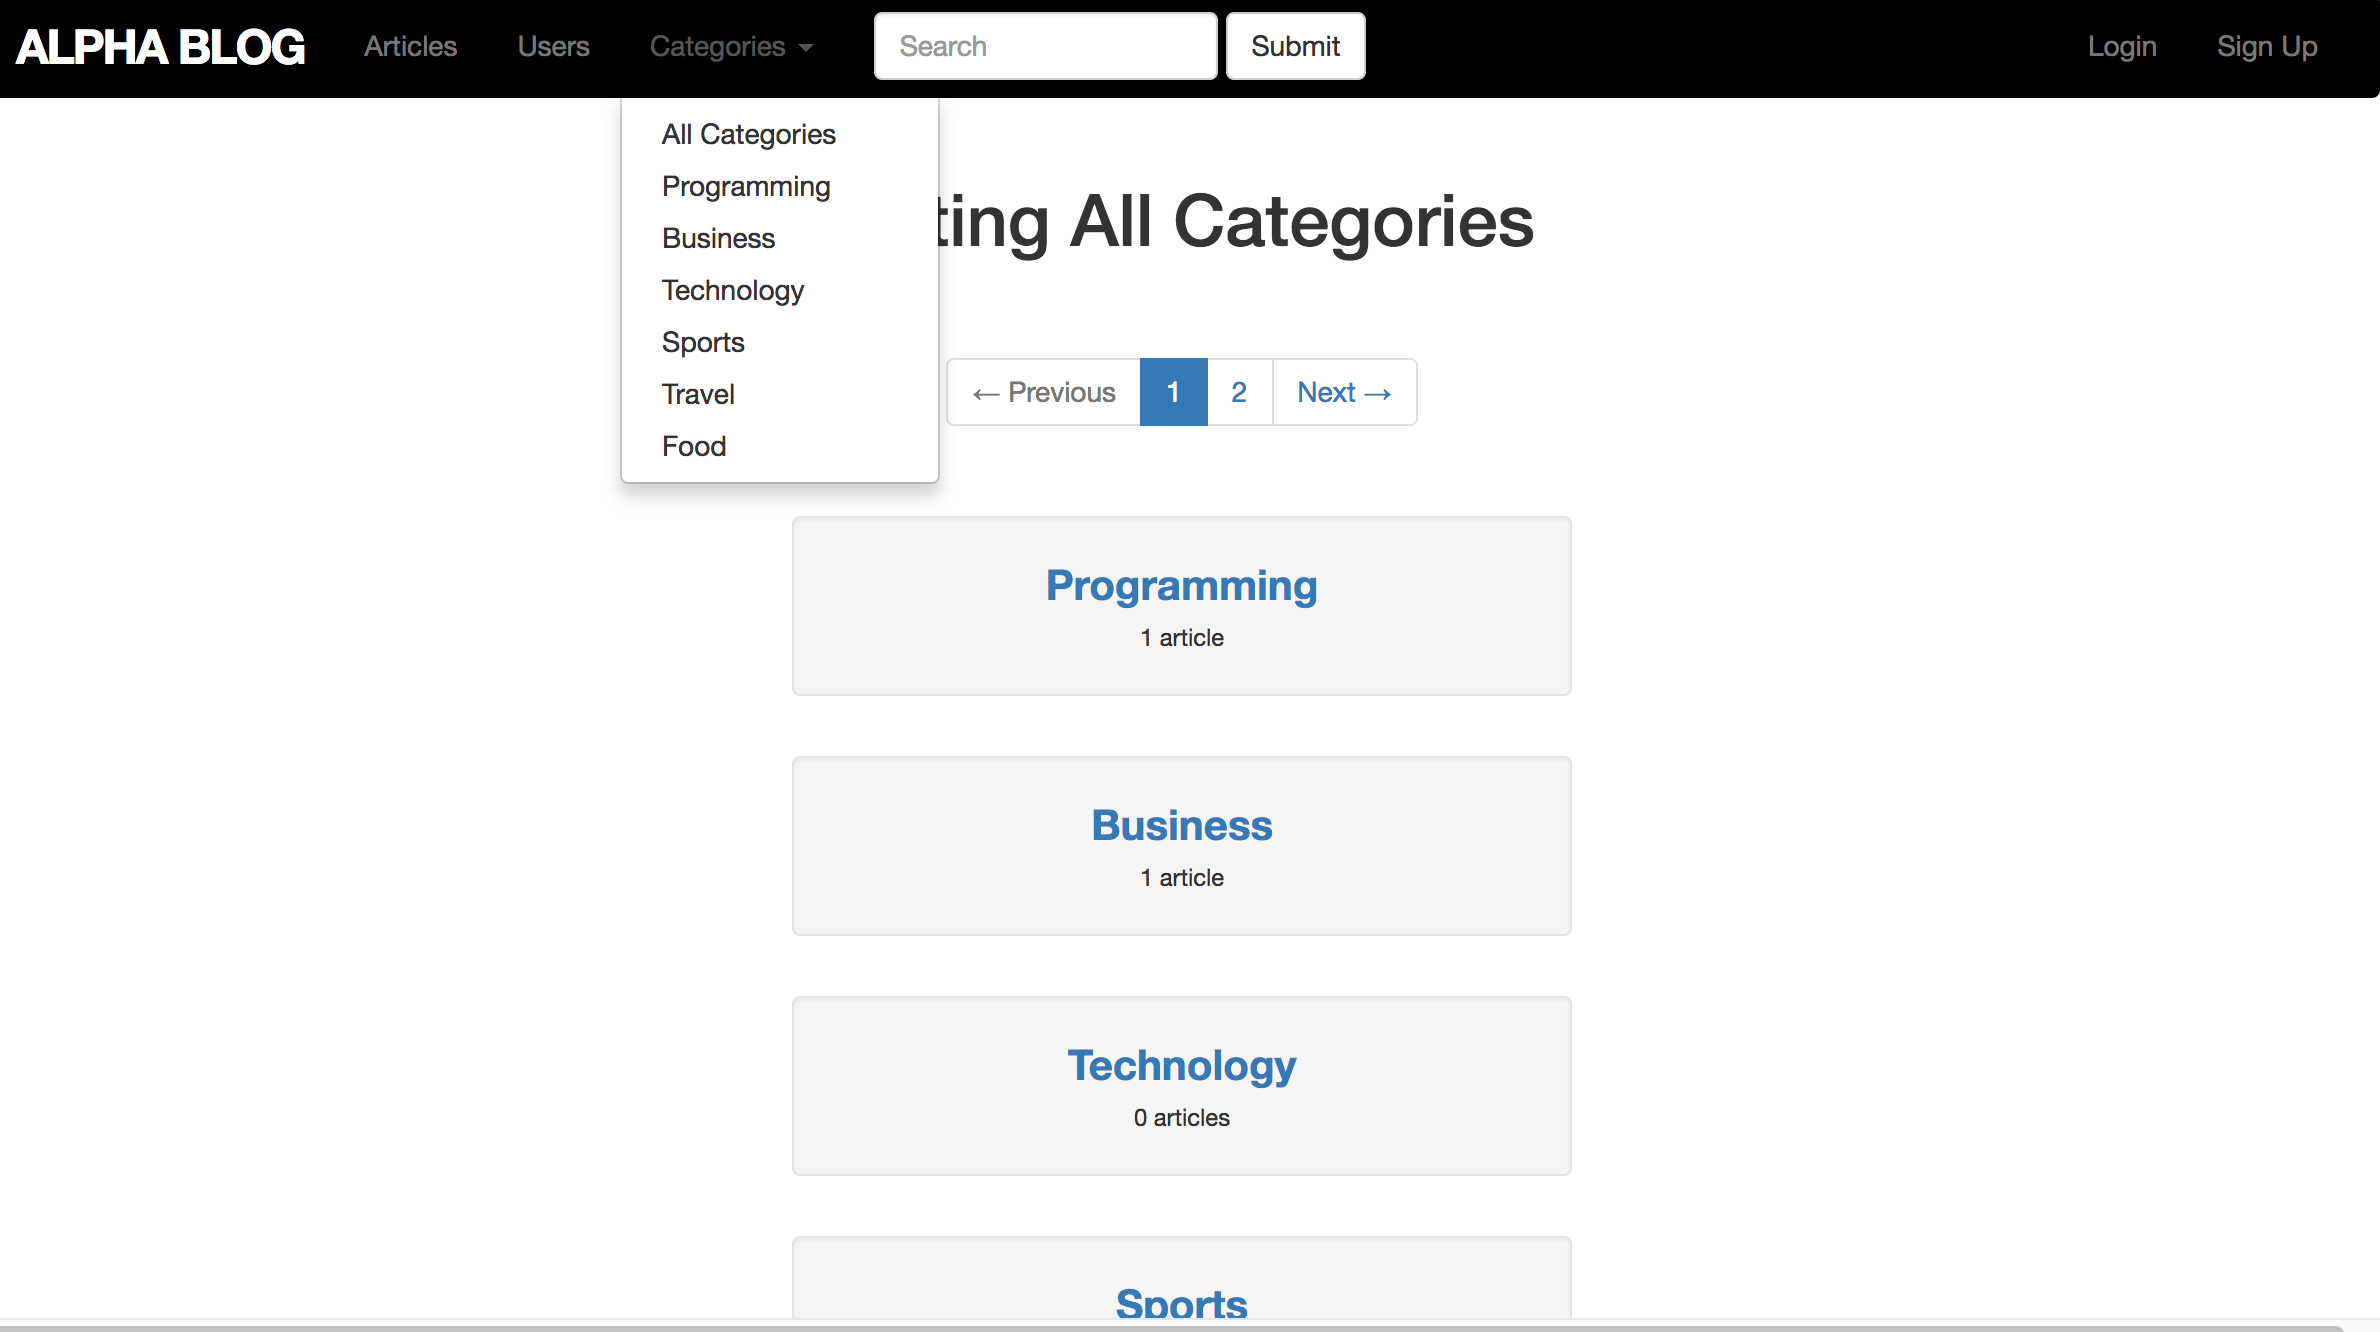 ALPHA BLOG Articles Users Categories Search Submit Login Sign Up
All Categories
Programming
Business
Technology
Sports
Travel
Food
ting All Categories
← Previous 1 2 Next →
Programming
1 article
Business
1 article
Technology
0 articles
Sports